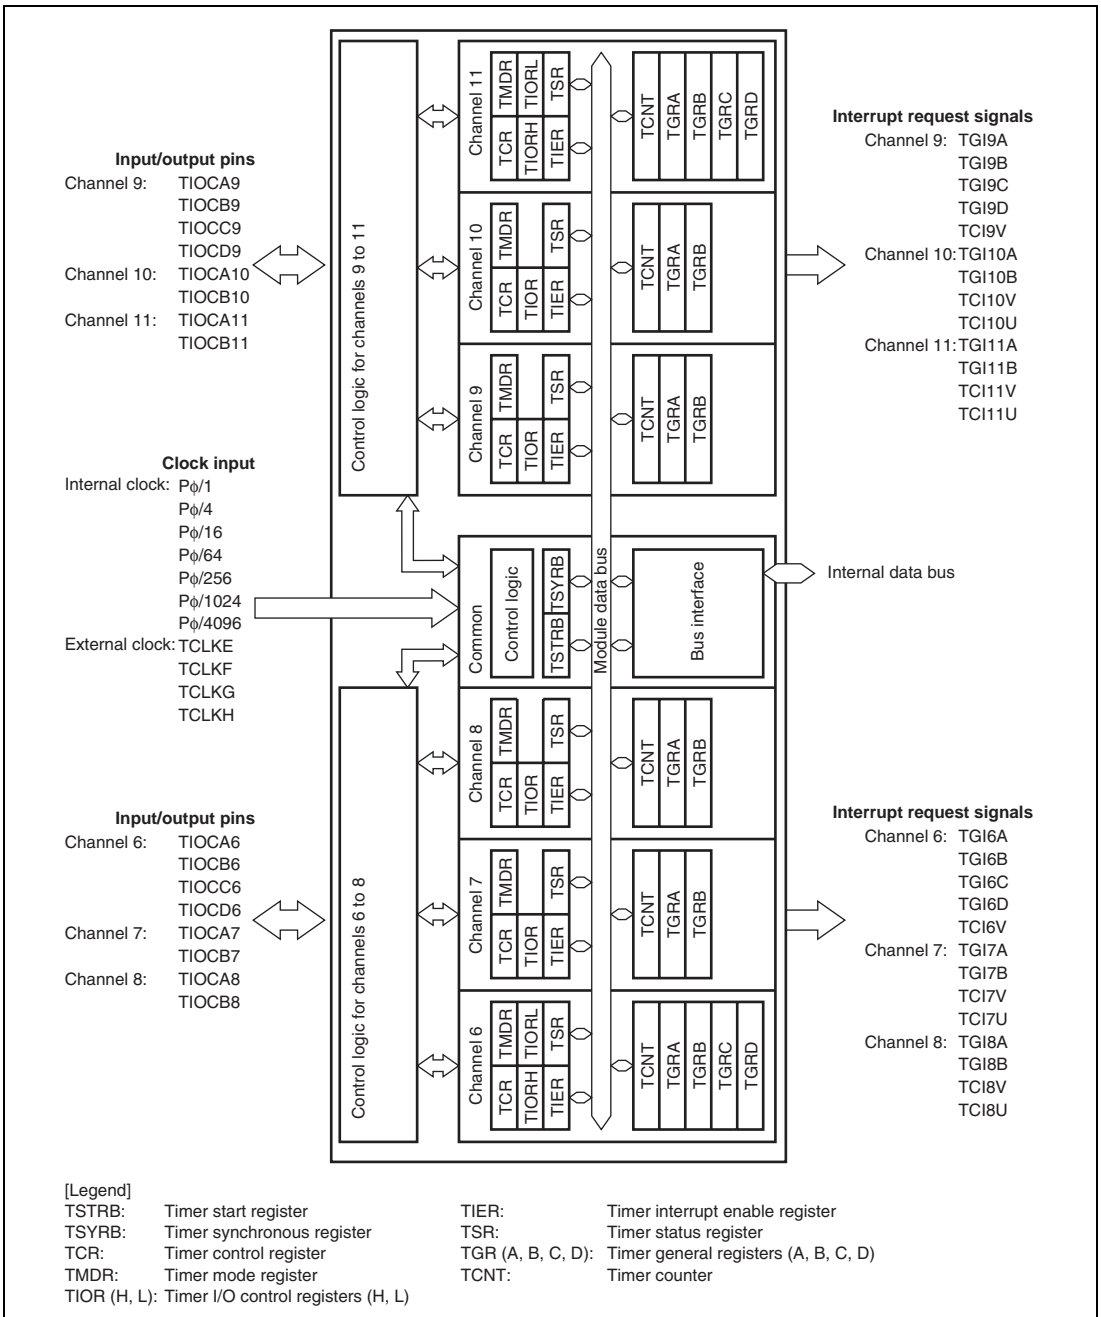 Input/output pins
Channel 9: TIOCA9
TIOCB9
TIOCC9
TIOCD9
Channel 10: TIOCA10
TIOCB10
Channel 11: TIOCA11
TIOCB11
Clock input
Internal clock: Pφ/1
Pφ/4
Pφ/16
Pφ/64
Pφ/256
Pφ/1024
Pφ/4096
External clock: TCLKE
TCLKF
TCLKG
TCLKH
Input/output pins
Channel 6: TIOCA6
TIOCB6
TIOCC6
TIOCD6
Channel 7: TIOCA7
TIOCB7
Channel 8: TIOCA8
TIOCB8
Control logic for channels 9 to 11
Control logic for channels 6 to 8
Channel 11
TCR TMDR
TIORH TIORL
TIER TSR
TCNT
TGRA
TGRB
TGRC
TGRD
Channel 10
TCR TMDR
TIOR
TIER TSR
TCNT
TGRA
TGRB
Channel 9
TCR TMDR
TIOR
TIER TSR
TCNT
TGRA
TGRB
Common
Control logic
TSTRB TSYRB
Module data bus
Bus interface
Internal data bus
Channel 8
TCR TMDR
TIOR
TIER TSR
TCNT
TGRA
TGRB
Channel 7
TCR TMDR
TIOR
TIER TSR
TCNT
TGRA
TGRB
Channel 6
TCR TMDR
TIORH TIORL
TIER TSR
TCNT
TGRA
TGRB
TGRC
TGRD
Interrupt request signals
Channel 9: TGI9A
TGI9B
TGI9C
TGI9D
TCI9V
Channel 10: TGI10A
TGI10B
TCI10V
TCI10U
Channel 11: TGI11A
TGI11B
TCI11V
TCI11U
Interrupt request signals
Channel 6: TGI6A
TGI6B
TGI6C
TGI6D
TCI6V
Channel 7: TGI7A
TGI7B
TCI7V
TCI7U
Channel 8: TGI8A
TGI8B
TCI8V
TCI8U
[Legend]
TSTRB: Timer start register
TSYRB: Timer synchronous register
TCR: Timer control register
TMDR: Timer mode register
TIOR (H, L): Timer I/O control registers (H, L)
TIER: Timer interrupt enable register
TSR: Timer status register
TGR (A, B, C, D): Timer general registers (A, B, C, D)
TCNT: Timer counter